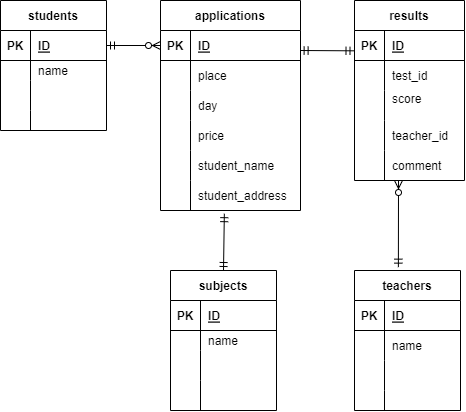 students
PK ID
name
applications
PK ID
place
day
price
student_name
student_address
results
PK ID
test_id
score
teacher_id
comment
subjects
PK ID
name
teachers
PK ID
name